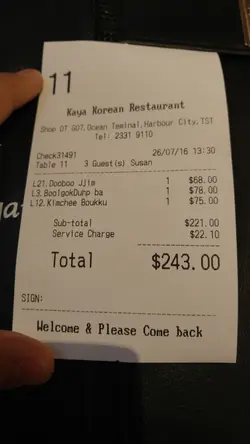 11
Kaya Korean Restaurant
Shop OT G07,Ocean Teminal,Harbour City,TST
Tel: 2331 9110
Check31491 26/07/16 13:30
Table 11 3 Guest(s) Susan
L21.Dooboo Jjim 1 $68.00
L3.BoolgokDuhp-ba 1 $78.00
L12.Kimchee Boukku 1 $75.00
Sub-total $221.00
Service Charge $22.10
Total $243.00
SIGN:
Welcome & Please Come back